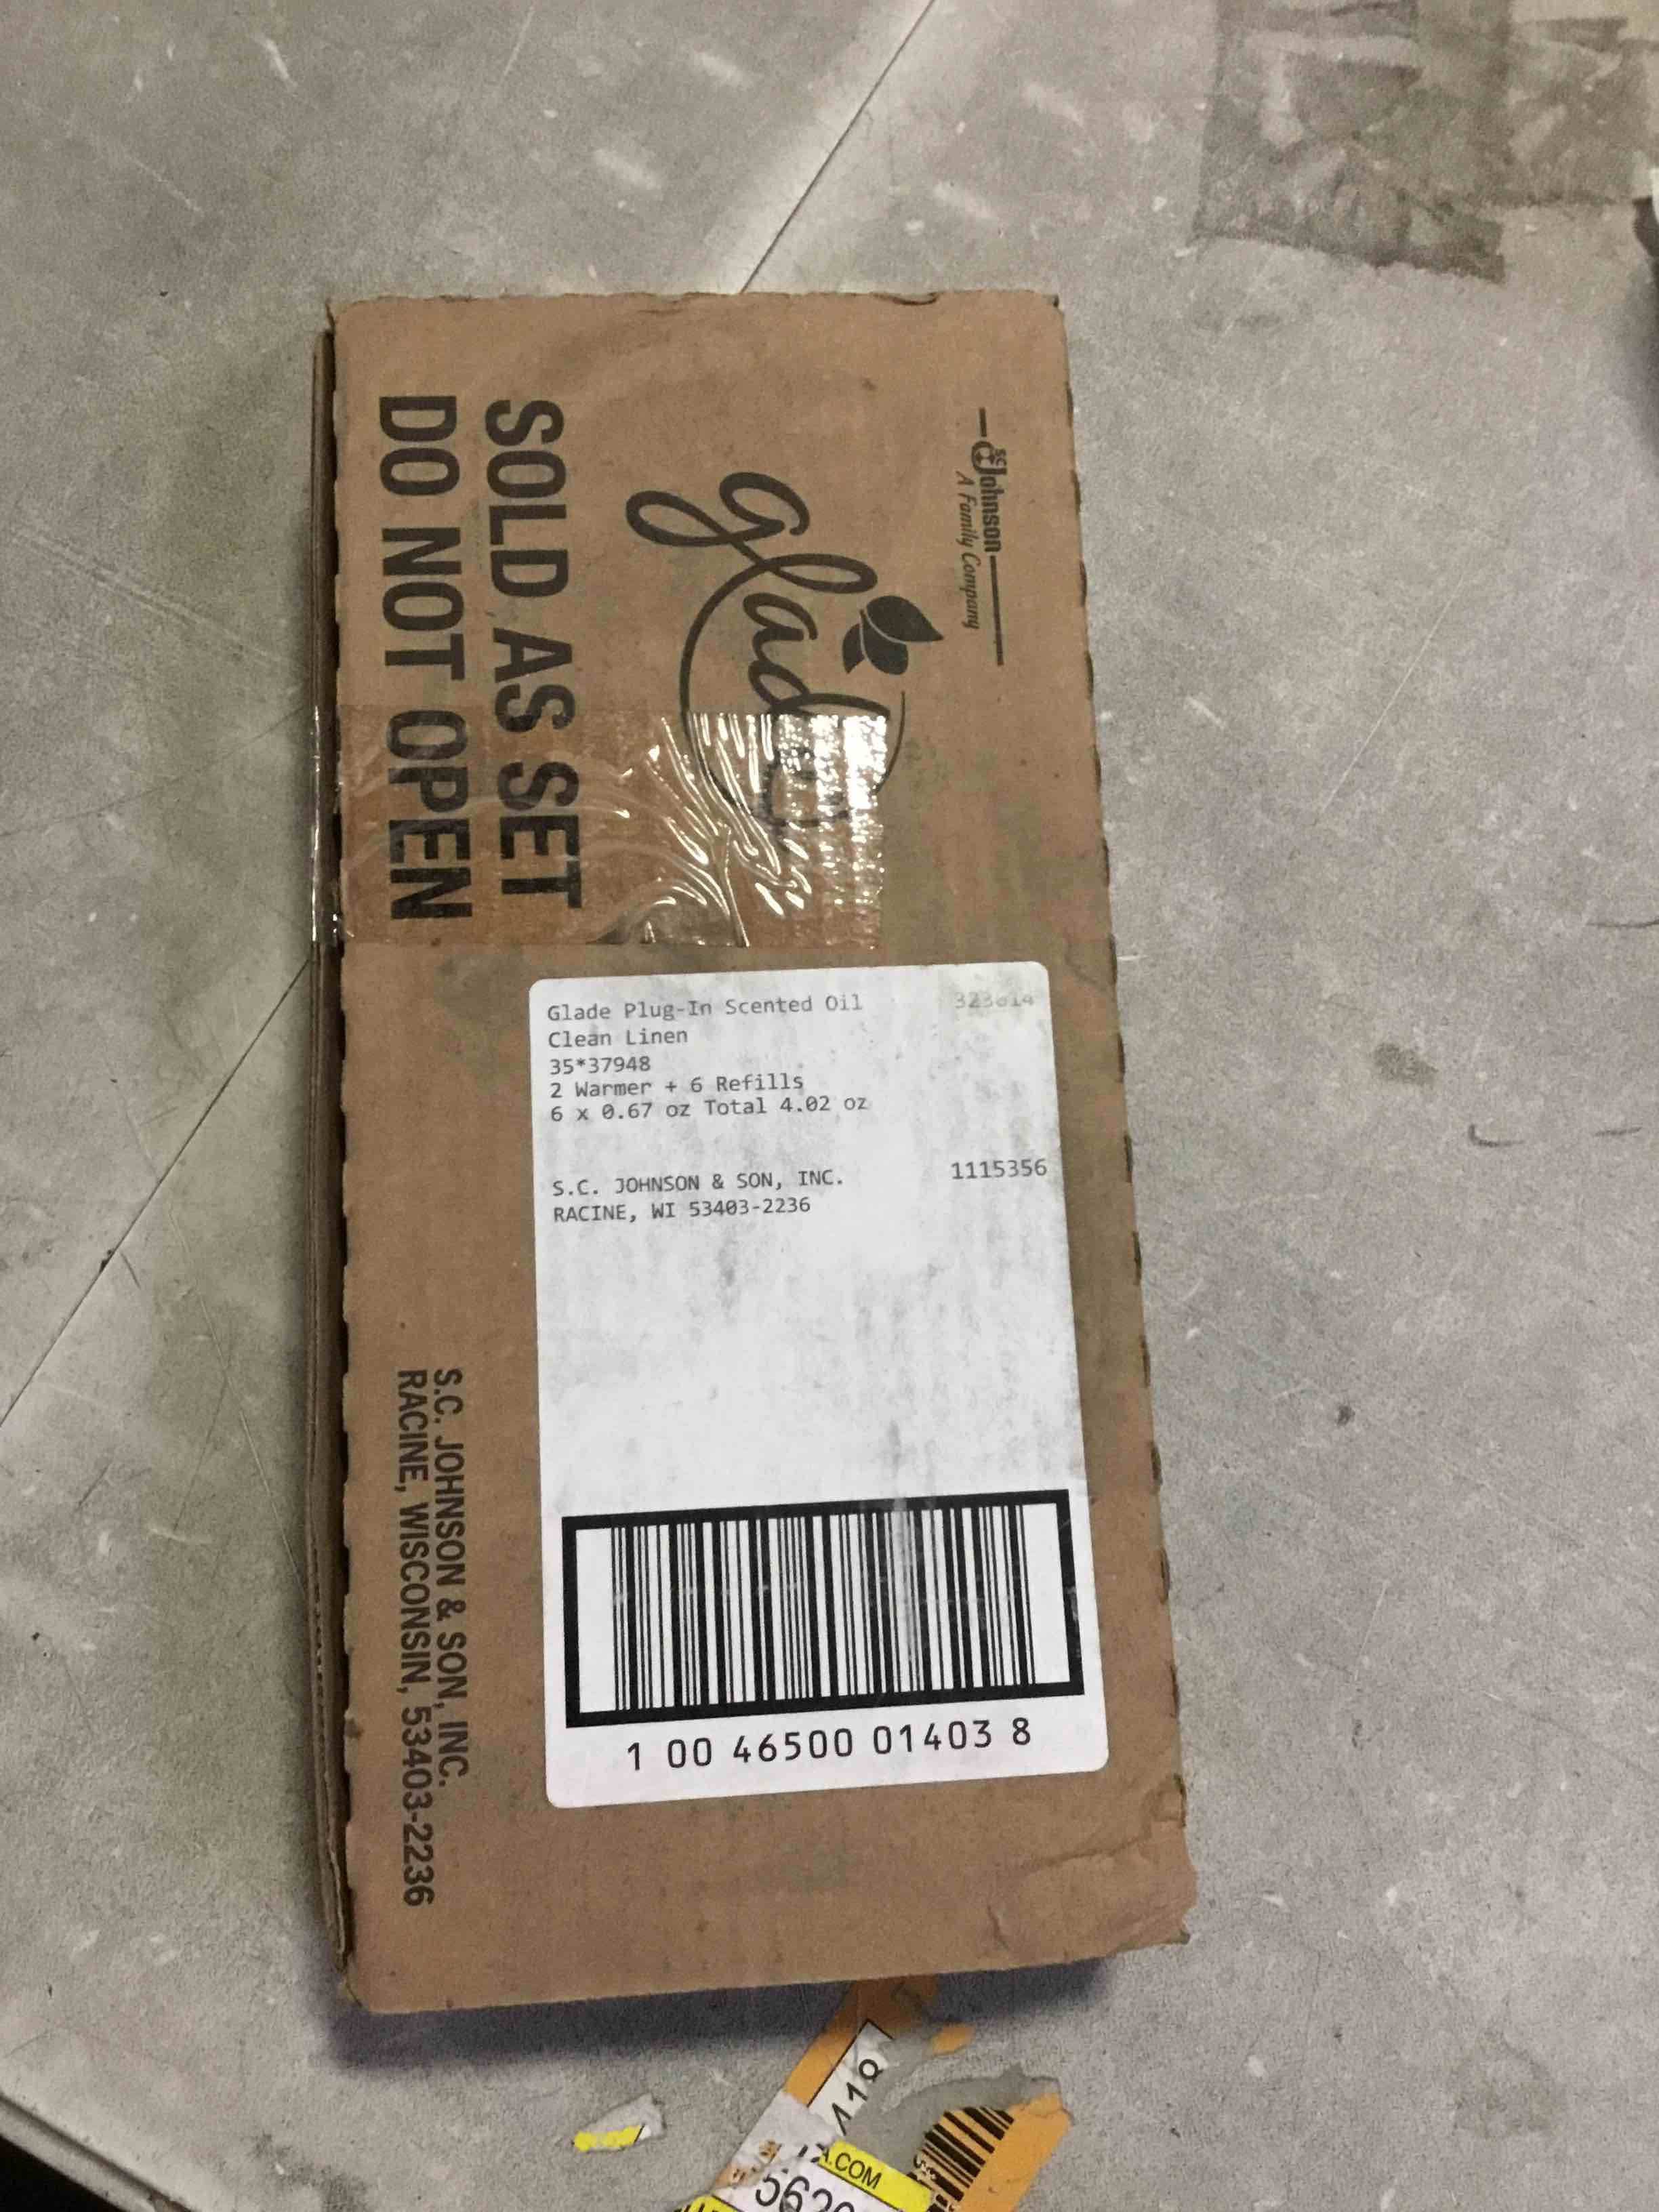 SC Johnson
A Family Company
glade
SOLD AS SET
DO NOT OPEN
Glade Plug-In Scented Oil
Clean Linen
35*37948
2 Warmer + 6 Refills
6 x 0.67 oz Total 4.02 oz
S.C. JOHNSON & SON, INC. 1115356
RACINE, WI 53403-2236
1 00 46500 01403 8
S.C. JOHNSON & SON, INC.
RACINE, WISCONSIN, 53403-2236
.COM